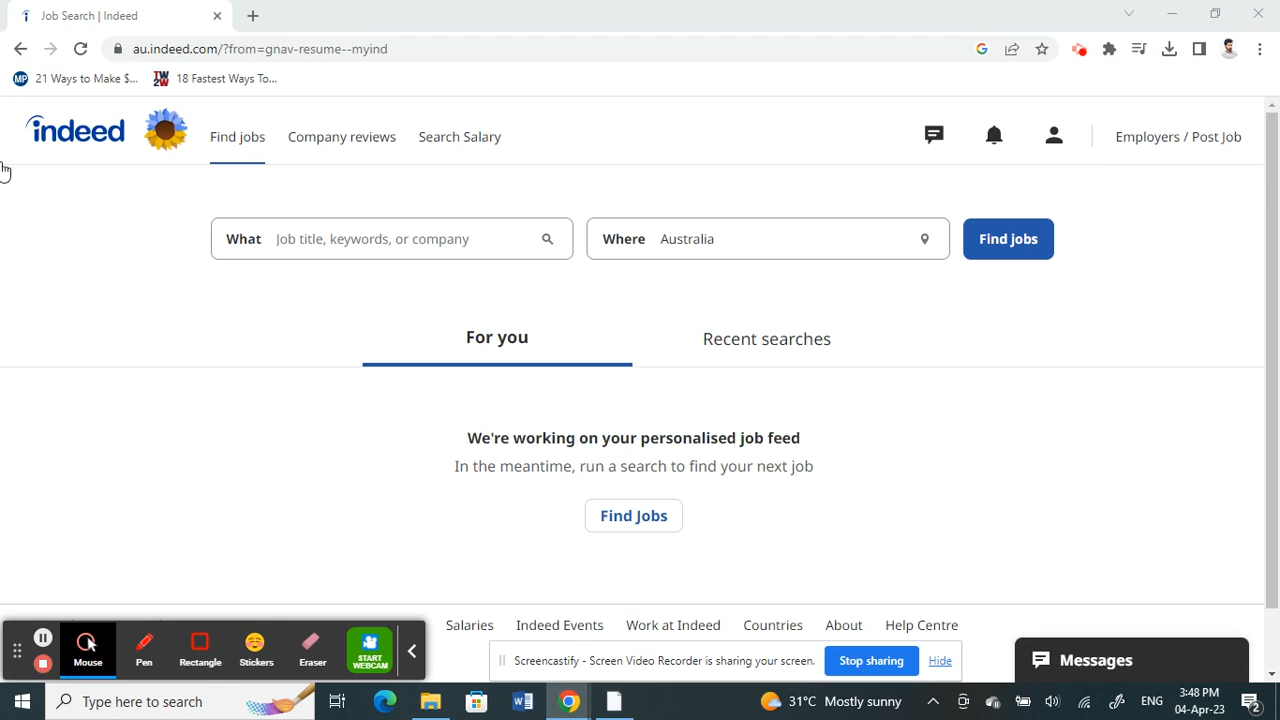 Job Search | Indeed
au.indeed.com/?from=gnav-resume--myind
MP 21 Ways to Make $...
TW 2W 18 Fastest Ways To...
indeed
Find jobs
Company reviews
Search Salary
Employers / Post Job
What Job title, keywords, or company
Where Australia
Find jobs
For you
Recent searches
We're working on your personalised job feed
In the meantime, run a search to find your next job
Find Jobs
Salaries
Indeed Events
Work at Indeed
Countries
About
Help Centre
Mouse
Pen
Rectangle
Stickers
Eraser
START
WEBCAM
Screencastify - Screen Video Recorder is sharing your screen.
Stop sharing
Hide
Messages
Type here to search
31°C Mostly sunny
ENG
3:48 PM
04-Apr-23
2